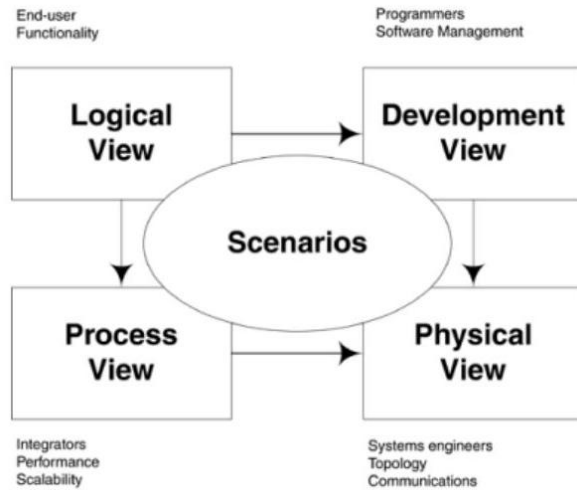 End-user
Functionality
Programmers
Software Management
Logical
View
Development
View
Scenarios
Process
View
Physical
View
Integrators
Performance
Scalability
Systems engineers
Topology
Communications